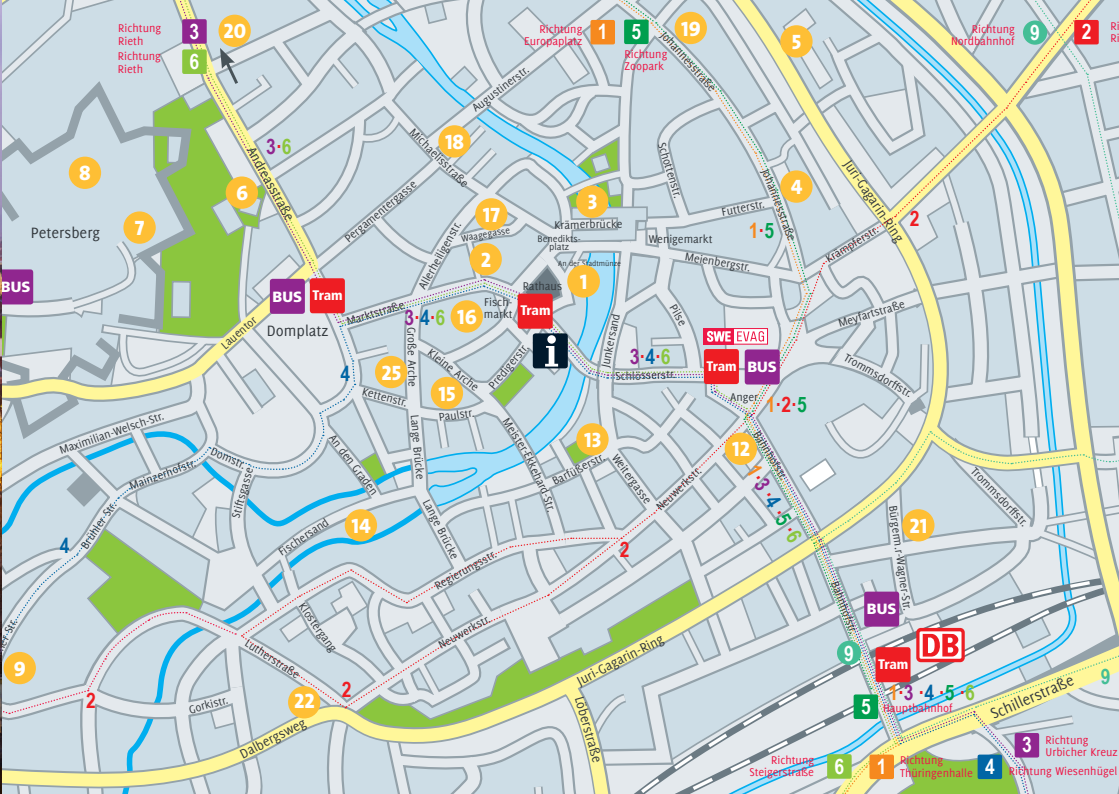 Richtung
Rieth
3
20
Richtung
Rieth
6
Richtung
Europaplatz
1
5
Richtung
Zoopark
19
Johannesstraße
5
Richtung
Nordbahnhof
9
2
Augustinerstr.
Michaelisstraße
18
3·6
Andreasstraße
8
6
7
Petersberg
Pergamentergasse
Allerheiligenstr.
17
Waagegasse
2
3
Krämerbrücke
Benedikts-
platz
An der Stadtmünze
Wenigemarkt
Schottenstr.
Futterstr.
4
Johannesstraße
1·5
Meienbergstr.
Juri-Gagarin-Ring
2
Krämpferstr.
BUS
BUS
Tram
Domplatz
Lauentor
Marktstraße
3·4·6
16
Fisch-
markt
Rathaus
1
Tram
i
Große Arche
Kleine Arche
Predigerstr.
Junkersand
Pilse
3·4·6
Schlösserstr.
SWE EVAG
Tram
BUS
Anger
1·2·5
Meyfartstraße
Trommsdorffstr.
4
25
Kettenstr.
15
Paulstr.
Lange Brücke
An den Graden
Meister-Ekkehard-Str.
13
Barfüßerstr.
Weitergasse
12
Bahnhofstr.
1·3·4·5·6
Neuwerkstr.
Maximilian-Welsch-Str.
Mainzerhofstr.
Domstr.
Stiftsgasse
Brühler Str.
4
Fischersand
14
Lange Brücke
Regierungsstr.
2
Trommsdorffstr.
21
Bürgerm.r-Wagner-Str.
BUS
Bahnhofstr.
9
Tram
DB
1·3·4·5·6
5
Hauptbahnhof
Schillerstraße
9
9
2
Klostergang
Lutherstraße
Neuwerkstr.
2
22
Gorkistr.
Dalbergsweg
Juri-Gagarin-Ring
Löberstraße
Richtung
Steigerstraße
6
1
Richtung
Thüringenhalle
4
Richtung Wiesenhügel
3
Richtung
Urbicher Kreuz